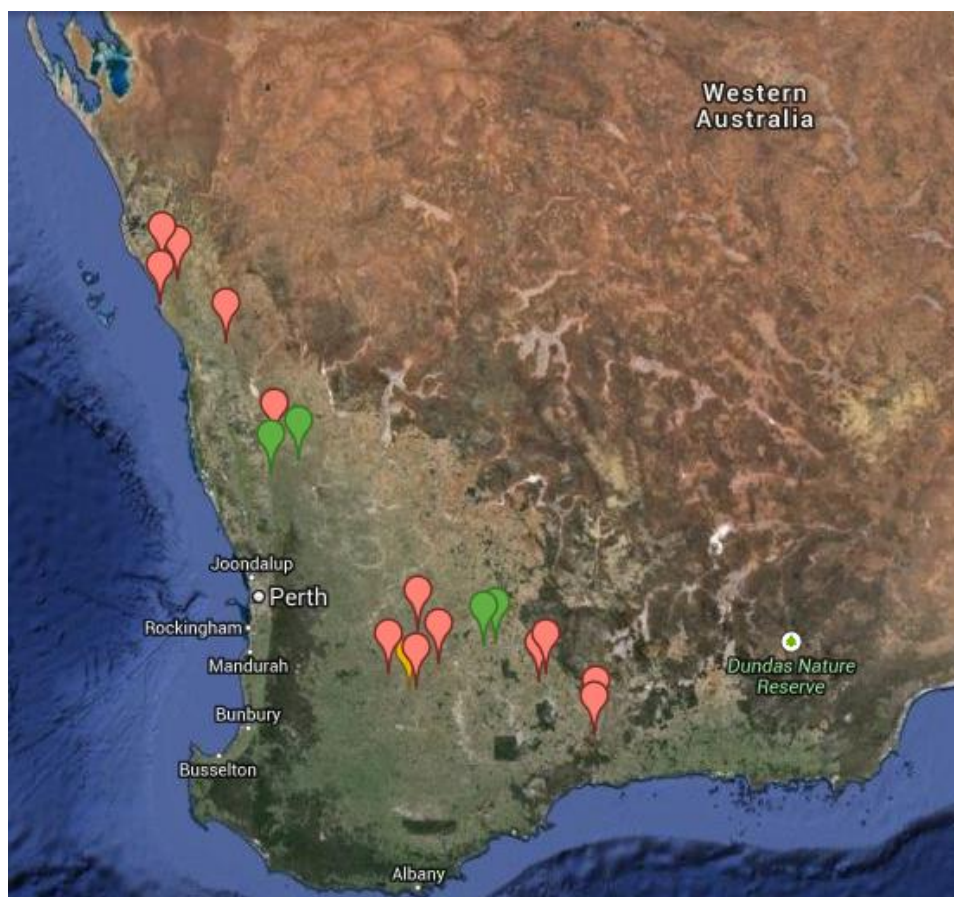 Western
Australia
Joondalup
Perth
Rockingham
Mandurah
Dundas Nature
Reserve
Bunbury
Busselton
Albany